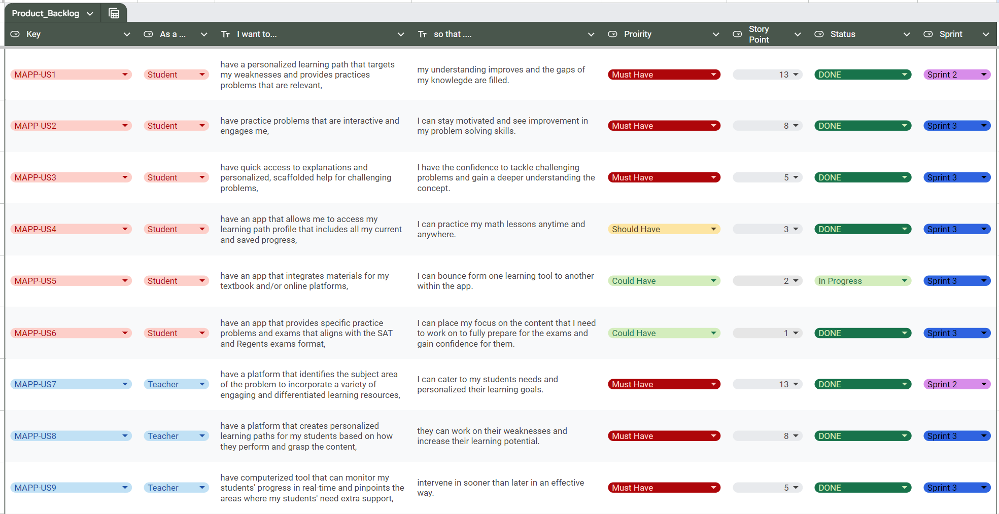 Product_Backlog
Key As a ... I want to... so that .... Proirity Story Point Status Sprint
MAPP-US1 Student have a personalized learning path that targets my weaknesses and provides practices problems that are relevant, my understanding improves and the gaps of my knowlegde are filled. Must Have 13 DONE Sprint 2
MAPP-US2 Student have practice problems that are interactive and engages me, I can stay motivated and see improvement in my problem solving skills. Must Have 8 DONE Sprint 3
MAPP-US3 Student have quick access to explanations and personalized, scaffolded help for challenging problems, I have the confidence to tackle challenging problems and gain a deeper understanding the concept. Must Have 5 DONE Sprint 3
MAPP-US4 Student have an app that allows me to access my learning path profile that includes all my current and saved progress, I can practice my math lessons anytime and anywhere. Should Have 3 DONE Sprint 3
MAPP-US5 Student have an app that integrates materials for my textbook and/or online platforms, I can bounce form one learning tool to another within the app. Could Have 2 In Progress Sprint 3
MAPP-US6 Student have an app that provides specific practice problems and exams that aligns with the SAT and Regents exams format, I can place my focus on the content that I need to work on to fully prepare for the exams and gain confidence for them. Could Have 1 DONE Sprint 3
MAPP-US7 Teacher have a platform that identifies the subject area of the problem to incorporate a variety of engaging and differentiated learning resources, I can cater to my students needs and personalized their learning goals. Must Have 13 DONE Sprint 2
MAPP-US8 Teacher have a platform that creates personalized learning paths for my students based on how they perform and grasp the content, they can work on their weaknesses and increase their learning potential. Must Have 8 DONE Sprint 3
MAPP-US9 Teacher have computerized tool that can monitor my students' progress in real-time and pinpoints the areas where my students' need extra support, intervene in sooner than later in an effective way. Must Have 5 DONE Sprint 3